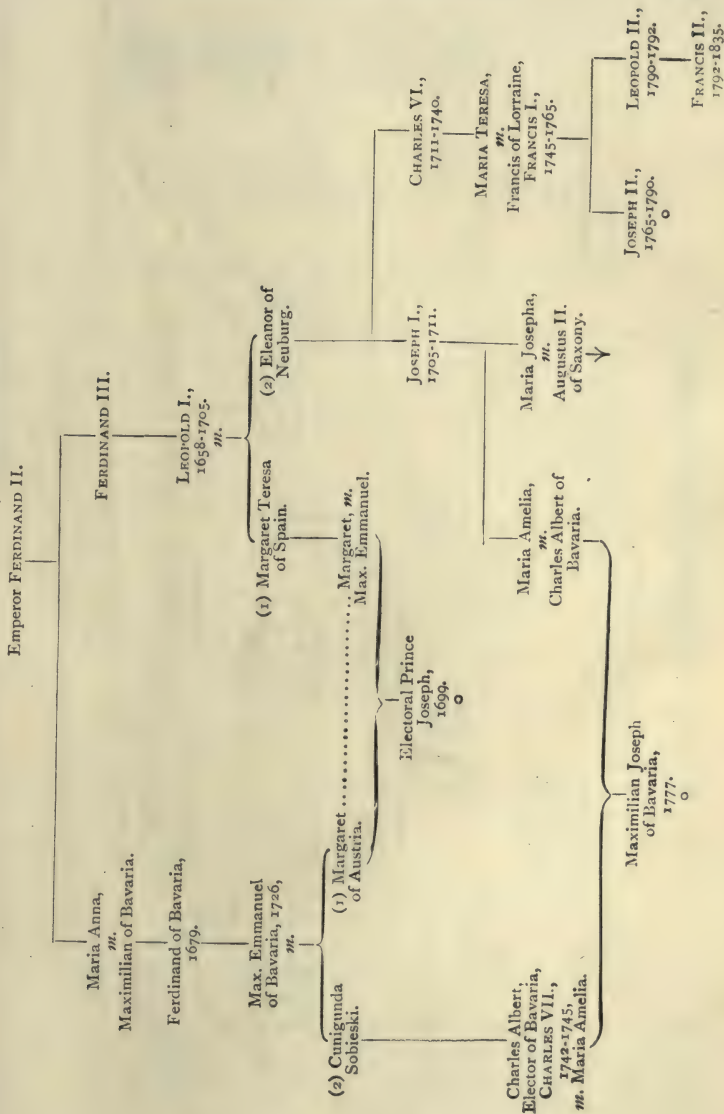 Emperor FERDINAND II.
Maria Anna,
m.
Maximilian of Bavaria.
Ferdinand of Bavaria,
1679.
Max. Emmanuel
of Bavaria, 1726,
m.
(2) Cunigunda
Sobieski.
(1) Margaret
of Austria.
Charles Albert,
Elector of Bavaria,
CHARLES VII.,
1742-1745,
m. Maria Amelia.
FERDINAND III.
LEOPOLD I.,
1658-1705.
m.
(1) Margaret Teresa
of Spain.
(2) Eleanor of
Neuburg.
Margaret, m.
Max. Emmanuel.
Electoral Prince
Joseph,
1699.
JOSEPH I.,
1705-1711.
CHARLES VI.,
1711-1740.
Maria Amelia,
m.
Charles Albert of
Bavaria.
Maria Josepha,
m.
Augustus II.
of Saxony.
MARIA TERESA,
m.
Francis of Lorraine,
FRANCIS I.,
1745-1765.
Maximilian Joseph
of Bavaria,
1777.
JOSEPH II.,
1765-1790.
LEOPOLD II.,
1790-1792.
FRANCIS II.,
1792-1835.